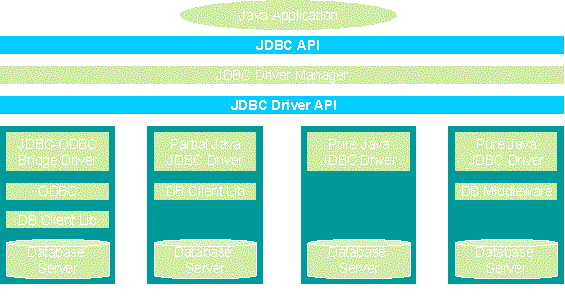 Java Application
JDBC API
JDBC Driver Manager
JDBC Driver API
JDBC-ODBC
Bridge Driver
ODBC
DB Client Lib
Database
Server
Partial Java
JDBC Driver
DB Client Lib
Database
Server
Pure Java
JDBC Driver
Database
Server
Pure Java
JDBC Driver
DB Middleware
Database
Server